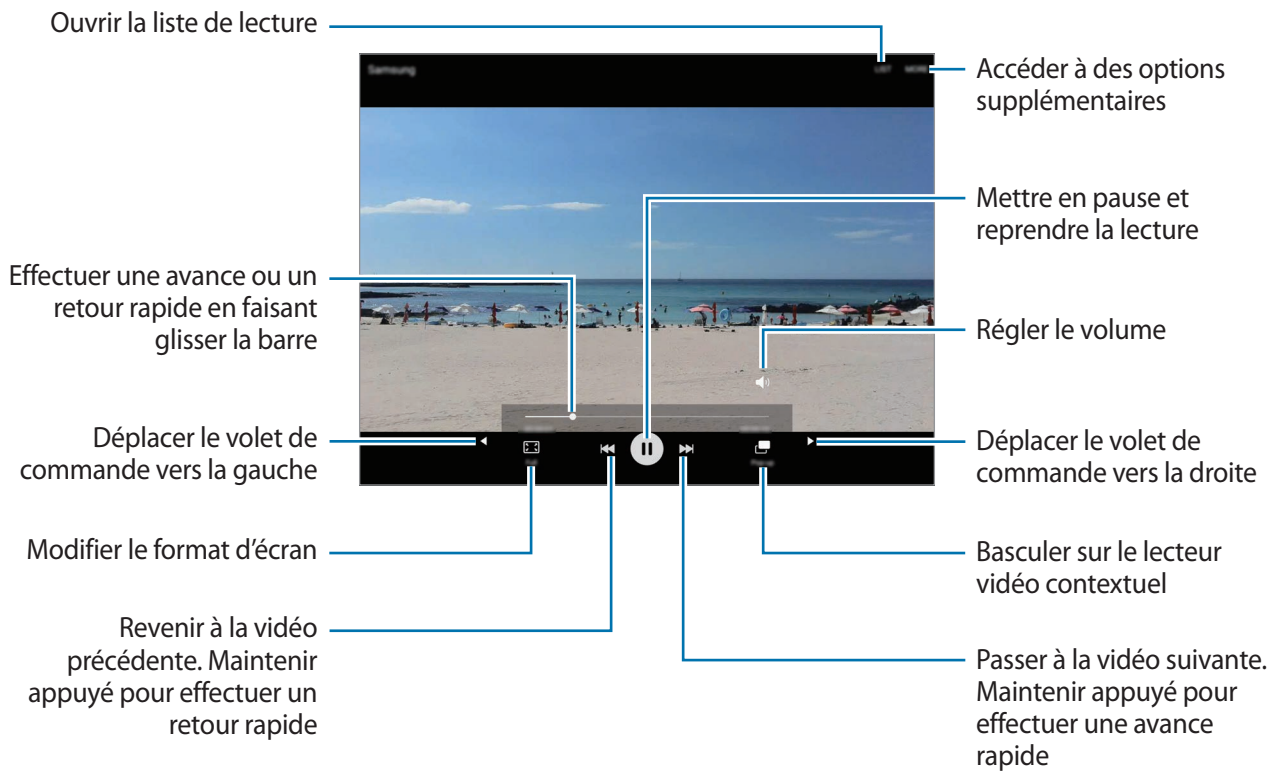 Ouvrir la liste de lecture
Samsung
LIST
MORE
Accéder à des options
supplémentaires
Mettre en pause et
reprendre la lecture
Effectuer une avance ou un
retour rapide en faisant
glisser la barre
Régler le volume
Déplacer le volet de
commande vers la gauche
Déplacer le volet de
commande vers la droite
Full
Pop-up
Modifier le format d’écran
Basculer sur le lecteur
vidéo contextuel
Revenir à la vidéo
précédente. Maintenir
appuyé pour effectuer un
retour rapide
Passer à la vidéo suivante.
Maintenir appuyé pour
effectuer une avance
rapide